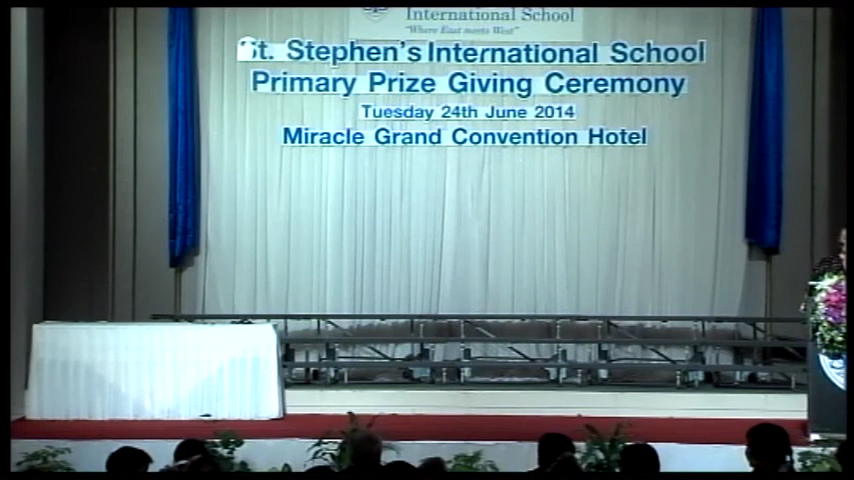 International School
"Where East meets West"
St. Stephen's International School
Primary Prize Giving Ceremony
Tuesday 24th June 2014
Miracle Grand Convention Hotel